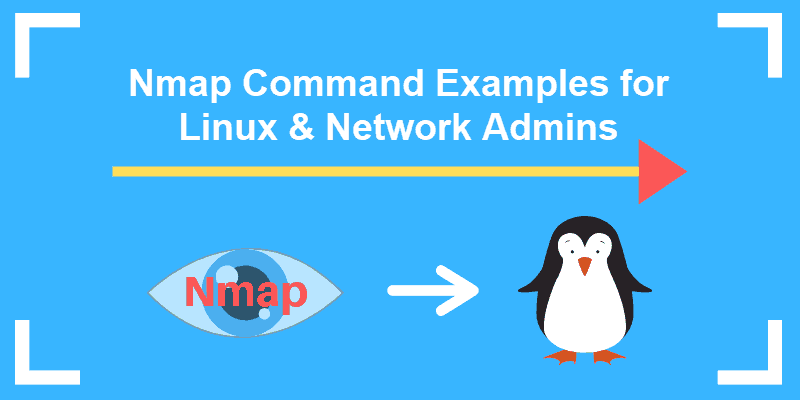 Nmap Command Examples for
Linux & Network Admins
Nmap